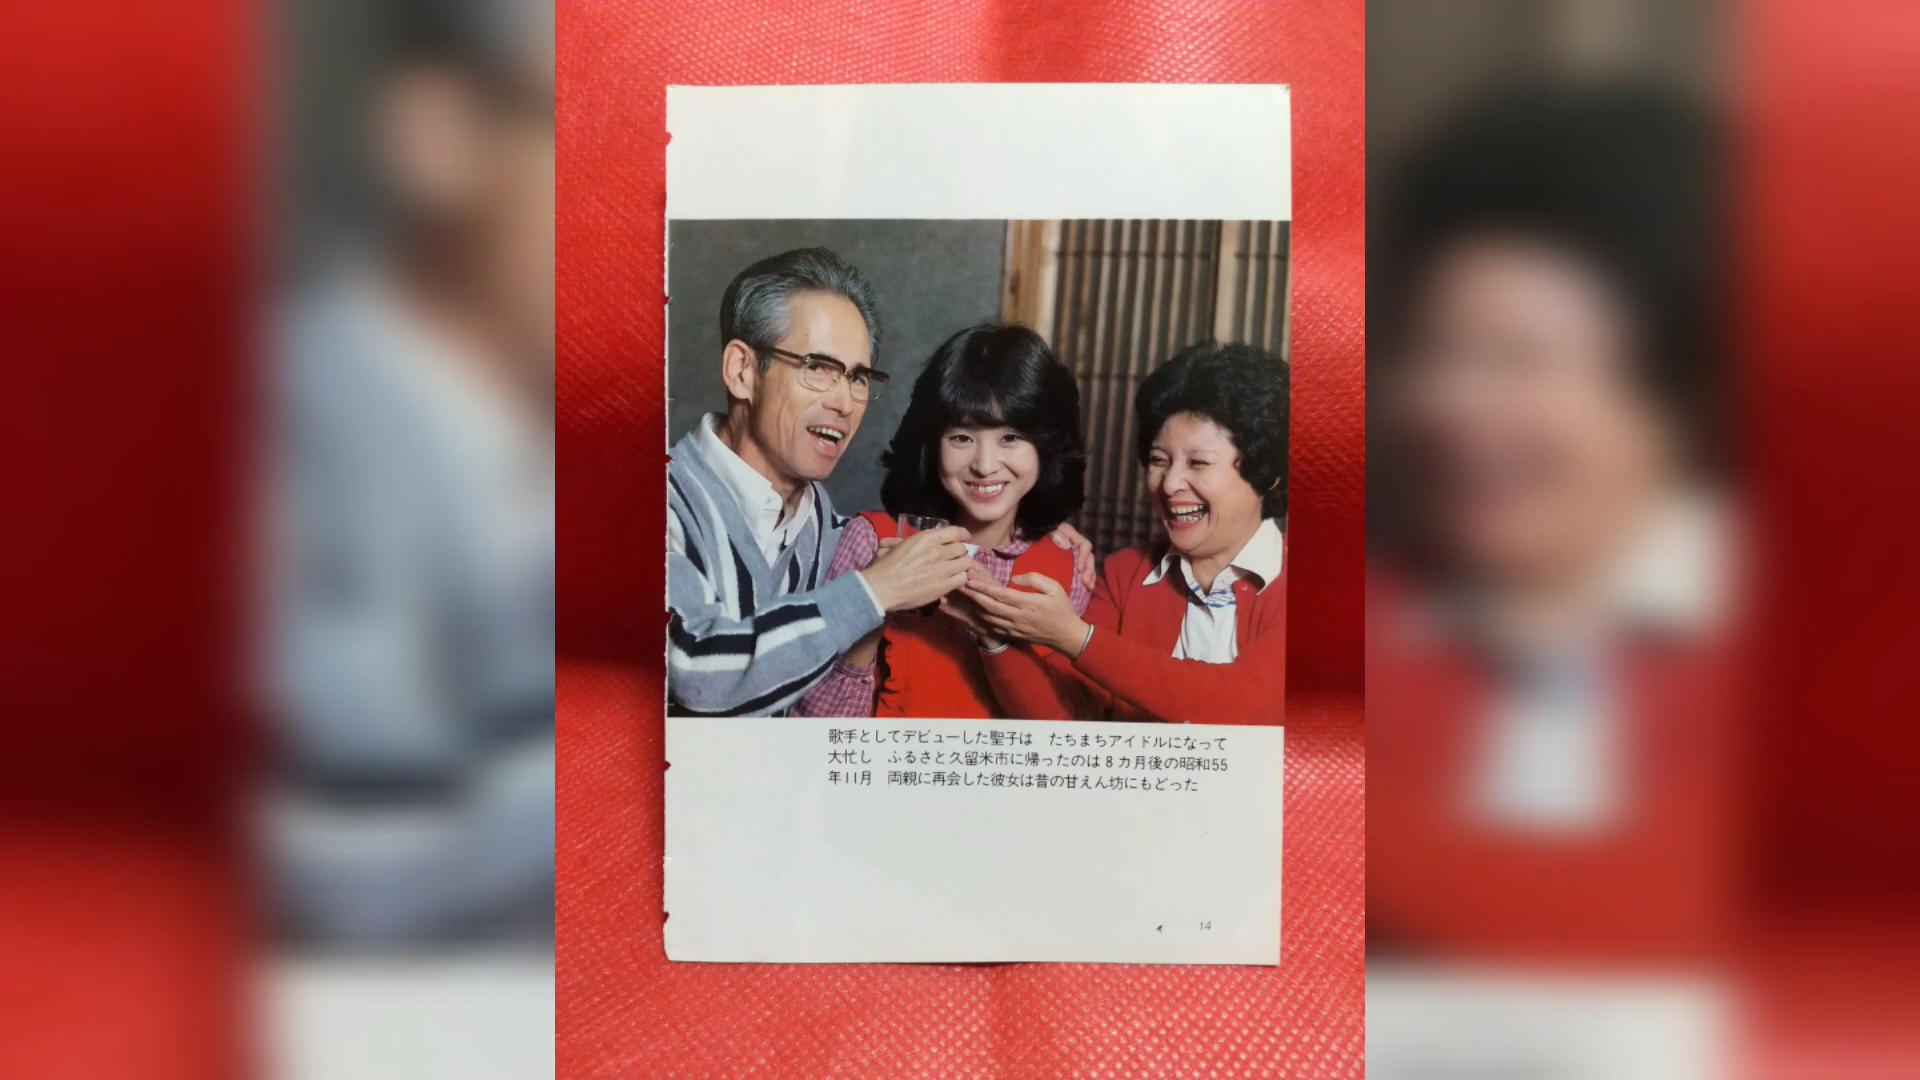 歌手としてデビューした聖子は　たちまちアイドルになって
大忙し　ふるさと久留米市に帰ったのは8カ月後の昭和55
年11月　両親に再会した彼女は昔の甘えん坊にもどった
14